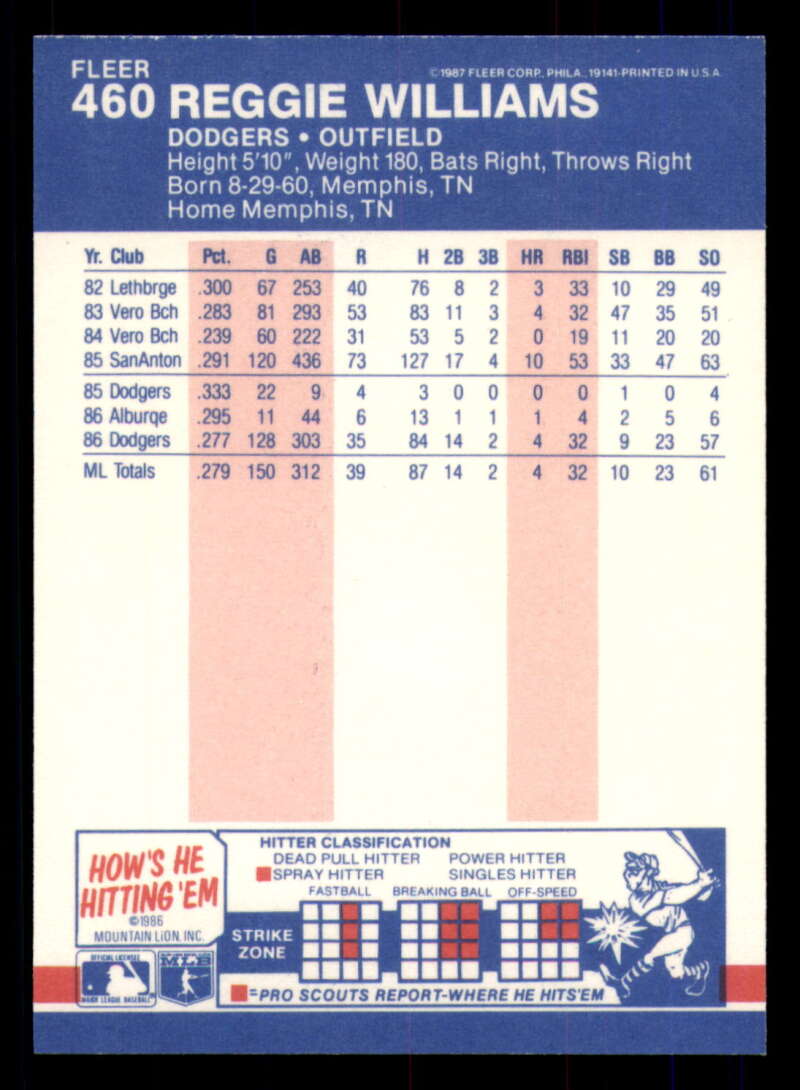 FLEER
©1987 FLEER CORP., PHILA., 19141-PRINTED IN U.S.A.
460 REGGIE WILLIAMS
DODGERS • OUTFIELD
Height 5'10", Weight 180, Bats Right, Throws Right
Born 8-29-60, Memphis, TN
Home Memphis, TN
Yr. Club Pct. G AB R H 2B 3B HR RBI SB BB SO
82 Lethbrge .300 67 253 40 76 8 2 3 33 10 29 49
83 Vero Bch .283 81 293 53 83 11 3 4 32 47 35 51
84 Vero Bch .239 60 222 31 53 5 2 0 19 11 20 20
85 SanAnton .291 120 436 73 127 17 4 10 53 33 47 63
85 Dodgers .333 22 9 4 3 0 0 0 0 1 0 4
86 Alburqe .295 11 44 6 13 1 1 1 4 2 5 6
86 Dodgers .277 128 303 35 84 14 2 4 32 9 23 57
ML Totals .279 150 312 39 87 14 2 4 32 10 23 61
HOW'S HE
HITTING 'EM
©1986
MOUNTAIN LION, INC.
OFFICIAL LICENSEE
MAJOR LEAGUE BASEBALL
MLB
HITTER CLASSIFICATION
DEAD PULL HITTER POWER HITTER
SPRAY HITTER SINGLES HITTER
FASTBALL BREAKING BALL OFF-SPEED
STRIKE
ZONE
=PRO SCOUTS REPORT-WHERE HE HITS'EM